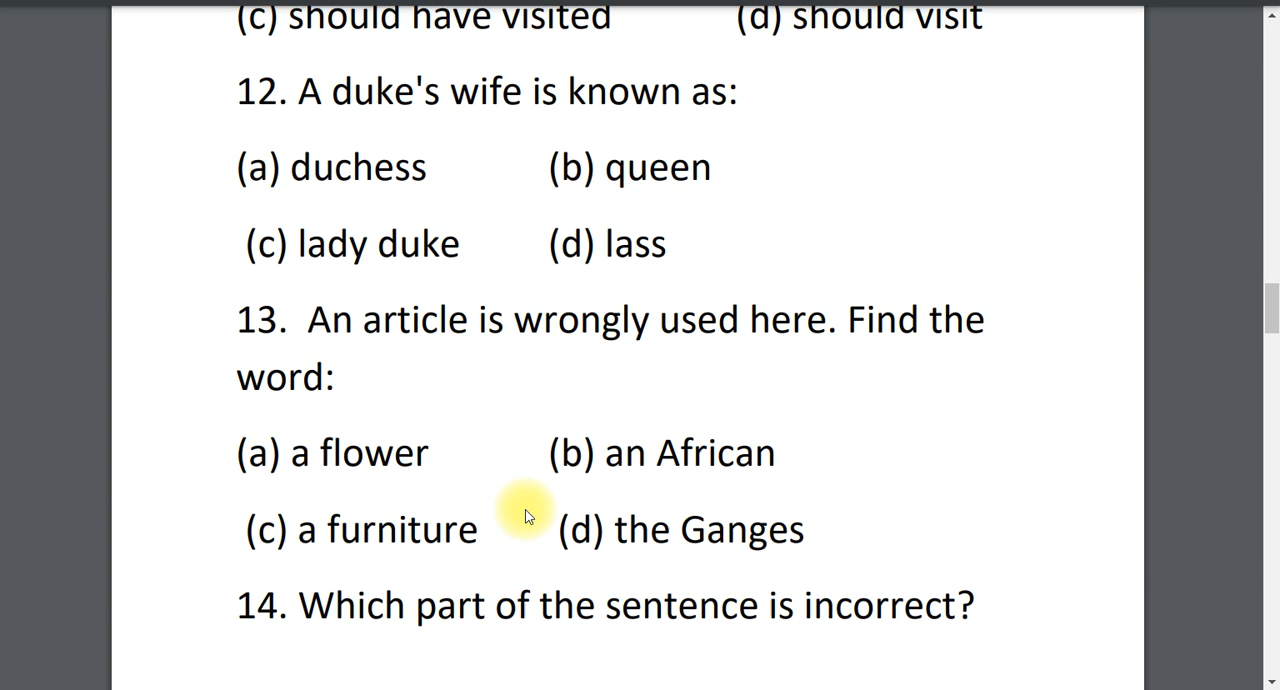 (c) should have visited (d) should visit
12. A duke's wife is known as:
(a) duchess (b) queen
(c) lady duke (d) lass
13. An article is wrongly used here. Find the
word:
(a) a flower (b) an African
(c) a furniture (d) the Ganges
14. Which part of the sentence is incorrect?